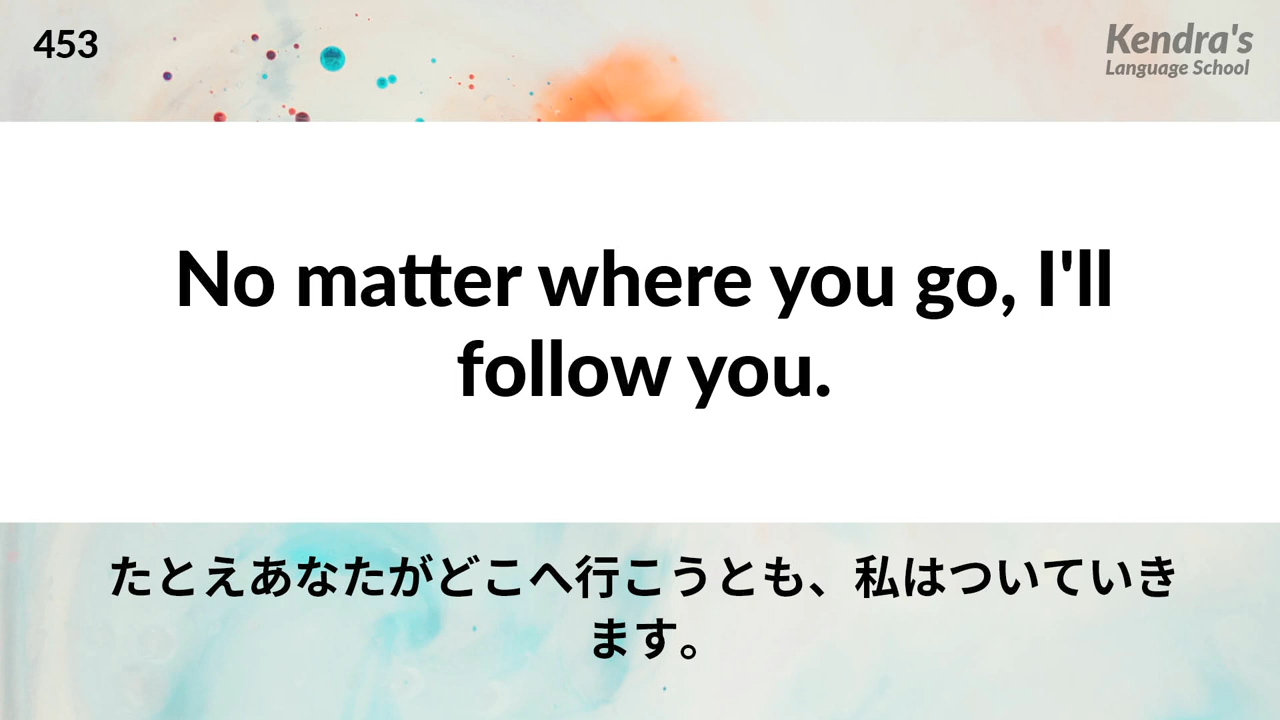 453
Kendra's
Language School
No matter where you go, I'll
follow you.
たとえあなたがどこへ行こうとも、私はついていき
ます。